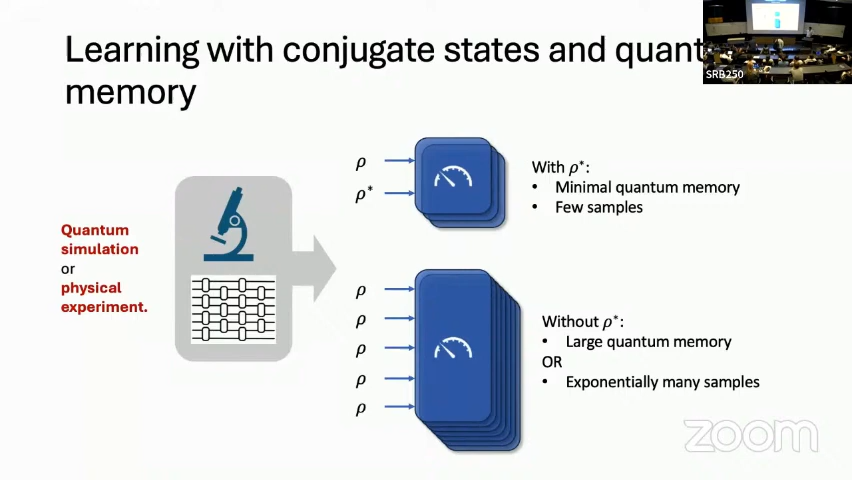 Learning with conjugate states and quant
memory
SRB250
Quantum
simulation
or
physical
experiment.
ρ
ρ*
With ρ*:
• Minimal quantum memory
• Few samples
ρ
ρ
ρ
ρ
ρ
Without ρ*:
• Large quantum memory
OR
• Exponentially many samples
zoom